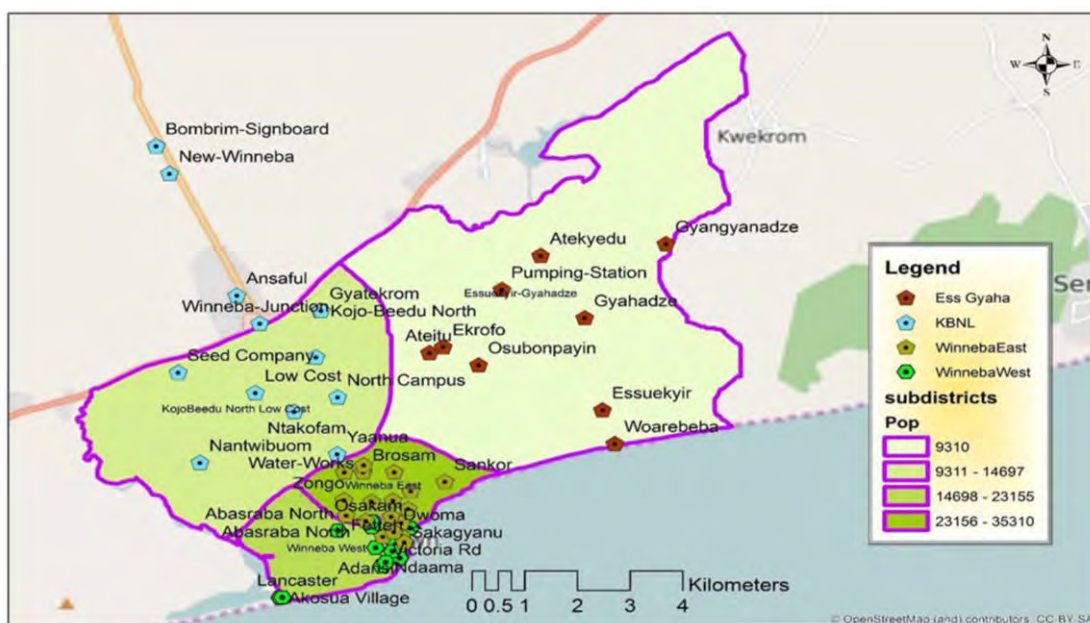 N
W E
S
Bombrim-Signboard
New-Winneba
Kwekrom
Gyangyanadze
Atekyedu
Ansaful
Pumping-Station
Essuekyir-Gyahadze
Gyatekrom
Winneba-Junction
Kojo-Beedu North
Gyahadze
Ateitu
Ekrofo
Osubonpayin
Seed Company
Low Cost
North Campus
KojoBeedu North Low Cost
Essuekyir
Ntakofam
Woarebeba
Nantwibuom
Yaanua
Water-Works
Brosam
Sankor
Zongo
Winneba East
Abasraba North
Osakam
Dwoma
Abasraba North
Fetteh
Sakagyanu
Winneba West
Victoria Rd
Ndaama
Lancaster
Akosua Village
Legend
Ess Gyaha
KBNL
WinnebaEast
WinnebaWest
subdistricts
Pop
9310
9311 - 14697
14698 - 23155
23156 - 35310
Ser
Kilometers
0 0.5 1 2 3 4
© OpenStreetMap (and) contributors, CC-BY-SA